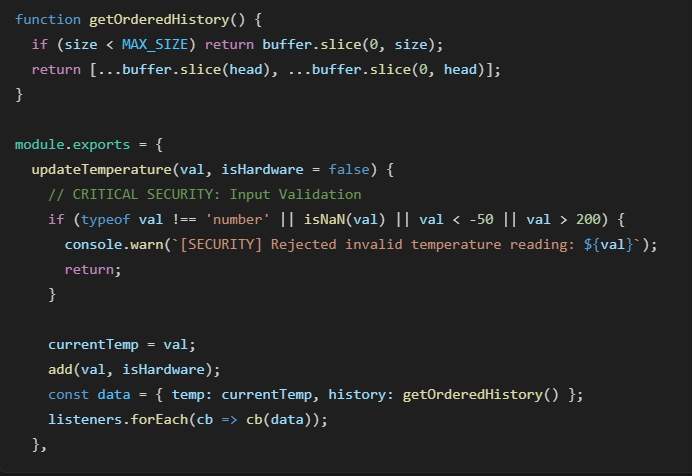 function getOrderedHistory() {
  if (size < MAX_SIZE) return buffer.slice(0, size);
  return [...buffer.slice(head), ...buffer.slice(0, head)];
}

module.exports = {
  updateTemperature(val, isHardware = false) {
    // CRITICAL SECURITY: Input Validation
    if (typeof val !== 'number' || isNaN(val) || val < -50 || val > 200) {
      console.warn(`[SECURITY] Rejected invalid temperature reading: ${val}`);
      return;
    }

    currentTemp = val;
    add(val, isHardware);
    const data = { temp: currentTemp, history: getOrderedHistory() };
    listeners.forEach(cb => cb(data));
  },